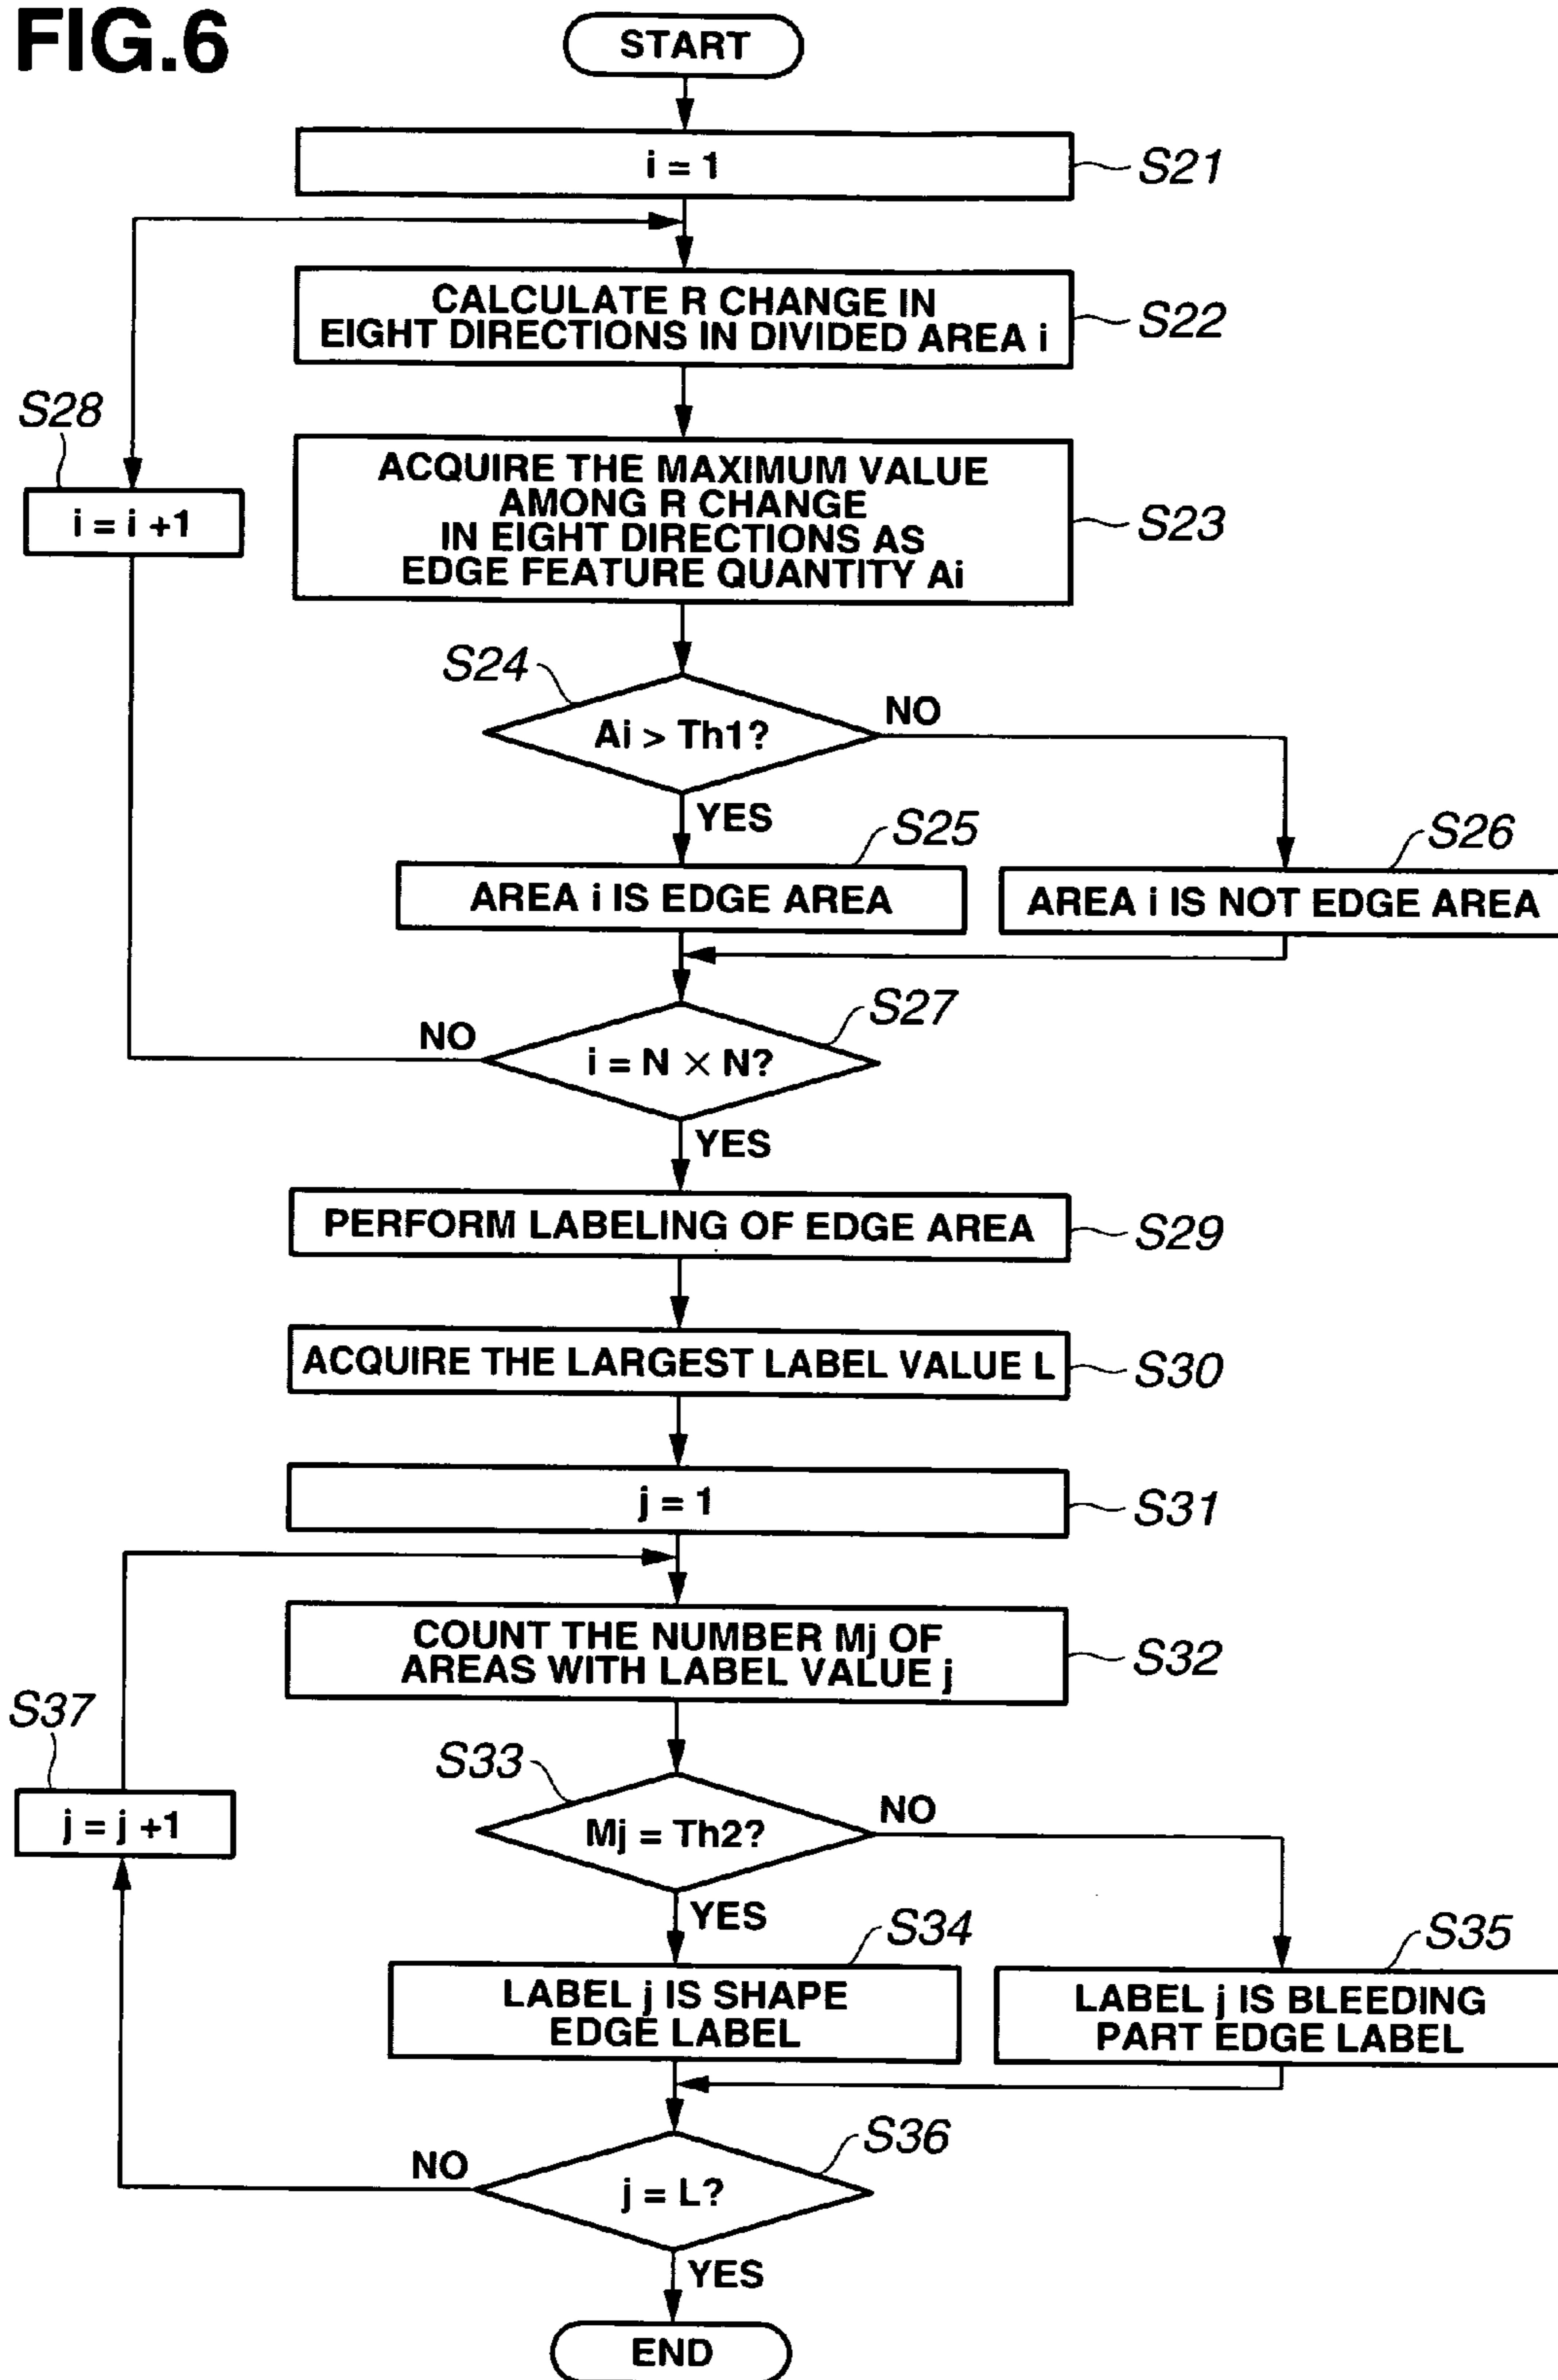 FIG.6
START
i = 1
S21
CALCULATE R CHANGE IN
EIGHT DIRECTIONS IN DIVIDED AREA i
S22
S28
i = i +1
ACQUIRE THE MAXIMUM VALUE
AMONG R CHANGE
IN EIGHT DIRECTIONS AS
EDGE FEATURE QUANTITY Ai
S23
S24
Ai > Th1?
NO
YES
S25
AREA i IS EDGE AREA
S26
AREA i IS NOT EDGE AREA
S27
NO
i = N × N?
YES
PERFORM LABELING OF EDGE AREA
S29
ACQUIRE THE LARGEST LABEL VALUE L
S30
j = 1
S31
COUNT THE NUMBER Mj OF
AREAS WITH LABEL VALUE j
S32
S37
j = j +1
S33
Mj = Th2?
NO
YES
S34
LABEL j IS SHAPE
EDGE LABEL
S35
LABEL j IS BLEEDING
PART EDGE LABEL
S36
NO
j = L?
YES
END